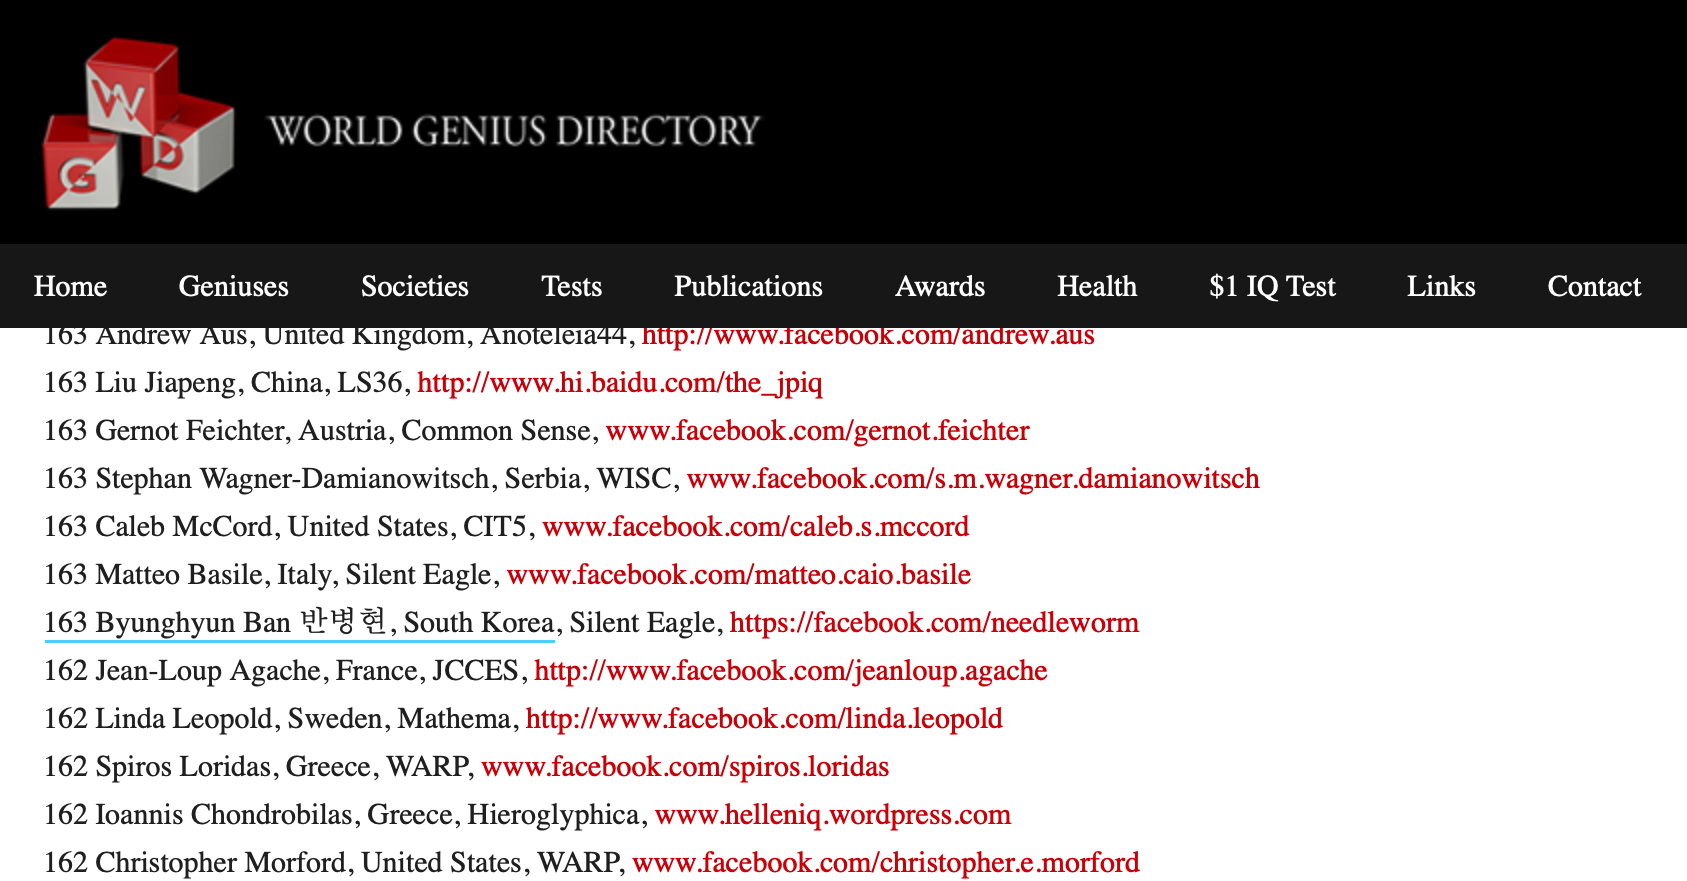 W
G
D
WORLD GENIUS DIRECTORY
Home Geniuses Societies Tests Publications Awards Health $1 IQ Test Links Contact
163 Andrew Aus, United Kingdom, Anoteleia44, http://www.facebook.com/andrew.aus
163 Liu Jiapeng, China, LS36, http://www.hi.baidu.com/the_jpiq
163 Gernot Feichter, Austria, Common Sense, www.facebook.com/gernot.feichter
163 Stephan Wagner-Damianowitsch, Serbia, WISC, www.facebook.com/s.m.wagner.damianowitsch
163 Caleb McCord, United States, CIT5, www.facebook.com/caleb.s.mccord
163 Matteo Basile, Italy, Silent Eagle, www.facebook.com/matteo.caio.basile
163 Byunghyun Ban 반병현, South Korea, Silent Eagle, https://facebook.com/needleworm
162 Jean-Loup Agache, France, JCCES, http://www.facebook.com/jeanloup.agache
162 Linda Leopold, Sweden, Mathema, http://www.facebook.com/linda.leopold
162 Spiros Loridas, Greece, WARP, www.facebook.com/spiros.loridas
162 Ioannis Chondrobilas, Greece, Hieroglyphica, www.helleniq.wordpress.com
162 Christopher Morford, United States, WARP, www.facebook.com/christopher.e.morford